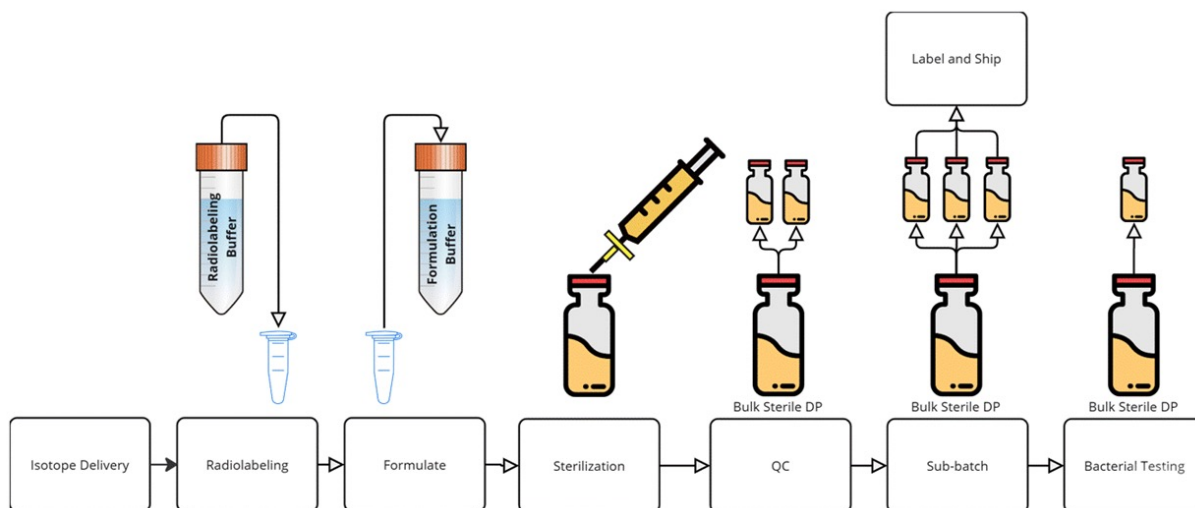 Label and Ship
Radiolabeling
Buffer
Formulation
Buffer
Bulk Sterile DP
Bulk Sterile DP
Bulk Sterile DP
Isotope Delivery
Radiolabeling
Formulate
Sterilization
QC
Sub-batch
Bacterial Testing